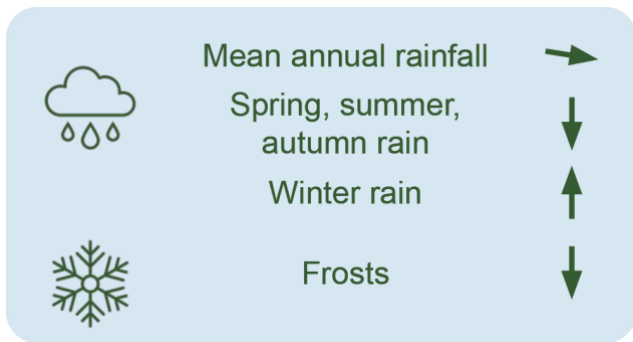 Mean annual rainfall
Spring, summer,
autumn rain
Winter rain
Frosts